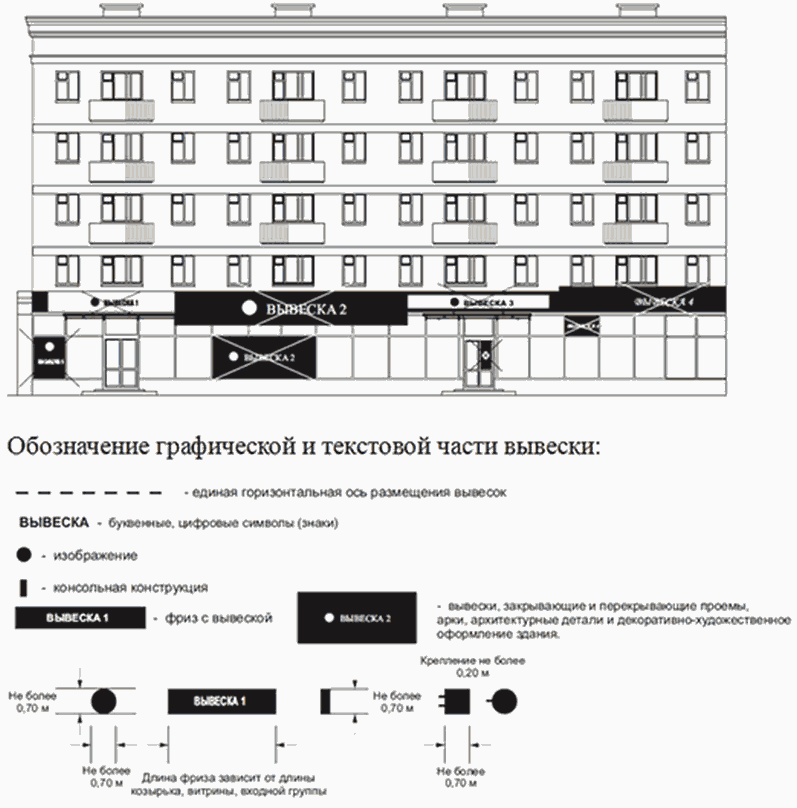 ВЫВЕСКА 1
ВЫВЕСКА 2
ВЫВЕСКА 3
ВЫВЕСКА 4
ВЫВЕСКА 2
Обозначение графической и текстовой части вывески:
- единая горизонтальная ось размещения вывесок
ВЫВЕСКА - буквенные, цифровые символы (знаки)
- изображение
- консольная конструкция
ВЫВЕСКА 1 - фриз с вывеской
ВЫВЕСКА 2
- вывески, закрывающие и перекрывающие проемы,
арки, архитектурные детали и декоративно-художественное
оформление здания.
Крепление не более
0,20 м
Не более
0,70 м
ВЫВЕСКА 1
Не более
0,70 м
Не более
0,70 м
Длина фриза зависит от длины
козырька, витрины, входной группы
Не более
0,70 м